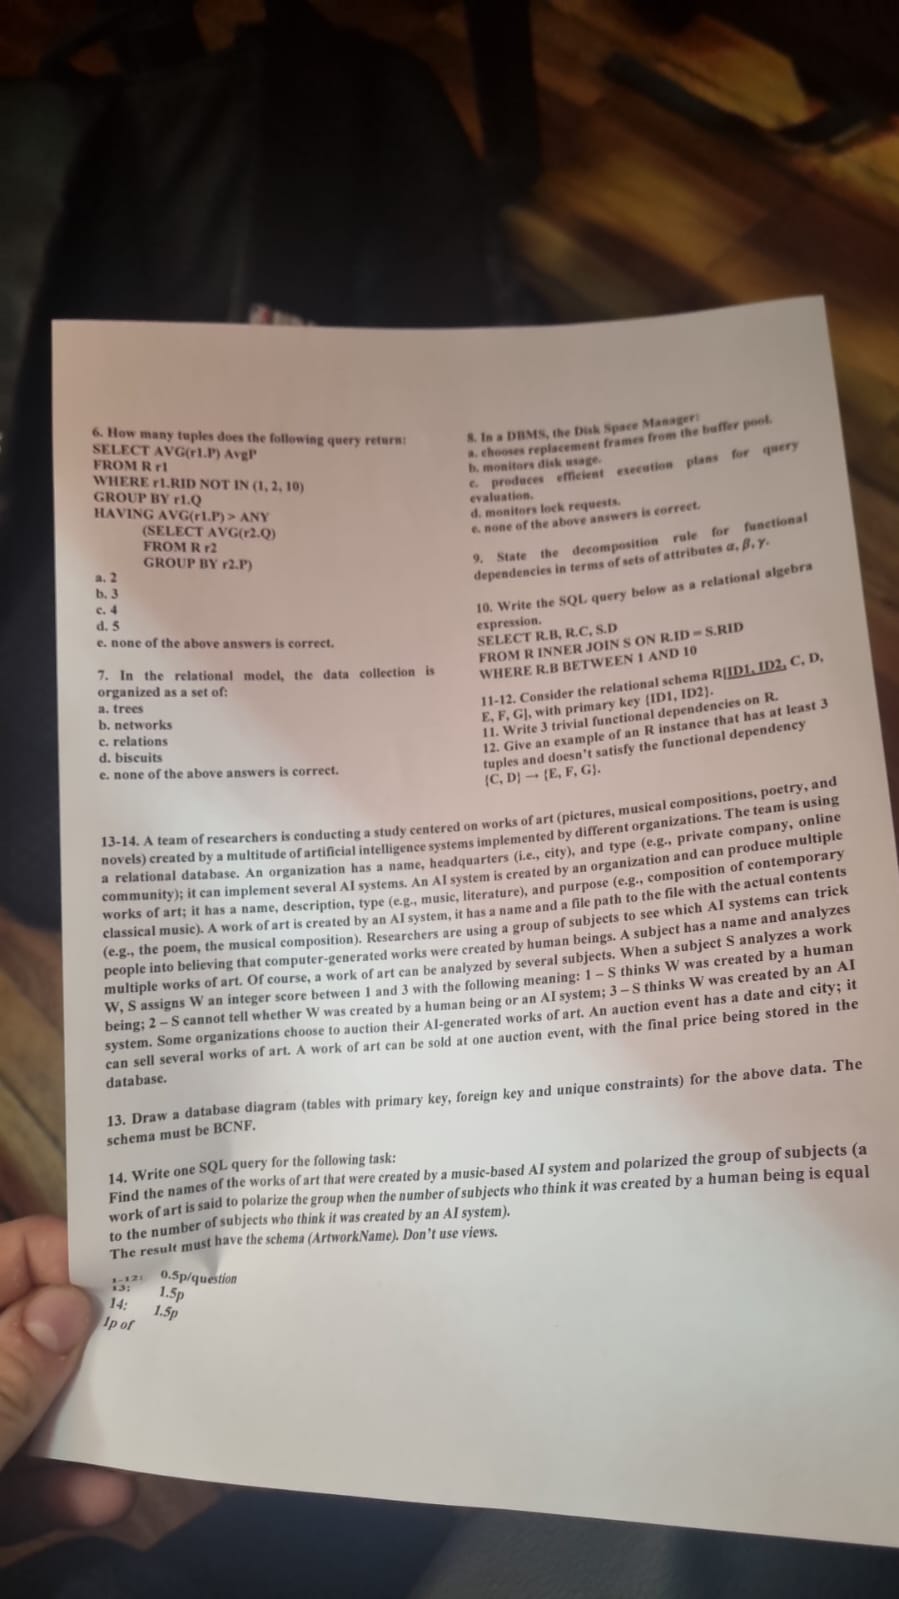 6. How many tuples does the following query return:
SELECT AVG(r1.P) AvgP
FROM R r1
WHERE r1.RID NOT IN (1, 2, 10)
GROUP BY r1.Q
HAVING AVG(r1.P) > ANY
(SELECT AVG(r2.Q)
FROM R r2
GROUP BY r2.P)
a. 2
b. 3
c. 4
d. 5
e. none of the above answers is correct.
7. In the relational model, the data collection is
organized as a set of:
a. trees
b. networks
c. relations
d. biscuits
e. none of the above answers is correct.
8. In a DBMS, the Disk Space Manager:
a. chooses replacement frames from the buffer pool.
b. monitors disk usage.
c. produces efficient execution plans for query
evaluation.
d. monitors lock requests.
e. none of the above answers is correct.
9. State the decomposition rule for functional
dependencies in terms of sets of attributes α, β, γ.
10. Write the SQL query below as a relational algebra
expression.
SELECT R.B, R.C, S.D
FROM R INNER JOIN S ON R.ID = S.RID
WHERE R.B BETWEEN 1 AND 10
11-12. Consider the relational schema R[ID1, ID2, C, D,
E, F, G], with primary key {ID1, ID2}.
11. Write 3 trivial functional dependencies on R.
12. Give an example of an R instance that has at least 3
tuples and doesn't satisfy the functional dependency
{C, D} → {E, F, G}.
13-14. A team of researchers is conducting a study centered on works of art (pictures, musical compositions, poetry, and
novels) created by a multitude of artificial intelligence systems implemented by different organizations. The team is using
a relational database. An organization has a name, headquarters (i.e., city), and type (e.g., private company, online
community); it can implement several AI systems. An AI system is created by an organization and can produce multiple
works of art; it has a name, description, type (e.g., music, literature), and purpose (e.g., composition of contemporary
classical music). A work of art is created by an AI system, it has a name and a file path to the file with the actual contents
(e.g., the poem, the musical composition). Researchers are using a group of subjects to see which AI systems can trick
people into believing that computer-generated works were created by human beings. A subject has a name and analyzes
multiple works of art. Of course, a work of art can be analyzed by several subjects. When a subject S analyzes a work
W, S assigns W an integer score between 1 and 3 with the following meaning: 1 – S thinks W was created by a human
being; 2 – S cannot tell whether W was created by a human being or an AI system; 3 – S thinks W was created by an AI
system. Some organizations choose to auction their AI-generated works of art. An auction event has a date and city; it
can sell several works of art. A work of art can be sold at one auction event, with the final price being stored in the
database.
13. Draw a database diagram (tables with primary key, foreign key and unique constraints) for the above data. The
schema must be BCNF.
14. Write one SQL query for the following task:
Find the names of the works of art that were created by a music-based AI system and polarized the group of subjects (a
work of art is said to polarize the group when the number of subjects who think it was created by a human being is equal
to the number of subjects who think it was created by an AI system).
The result must have the schema (ArtworkName). Don't use views.
1-12: 0.5p/question
13: 1.5p
14: 1.5p
1p of